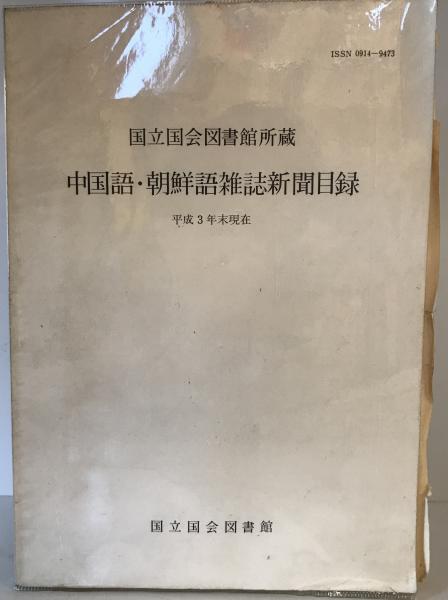 ISSN 0914-9473
国立国会図書館所蔵
中国語・朝鮮語雑誌新聞目録
平成3年末現在
国立国会図書館